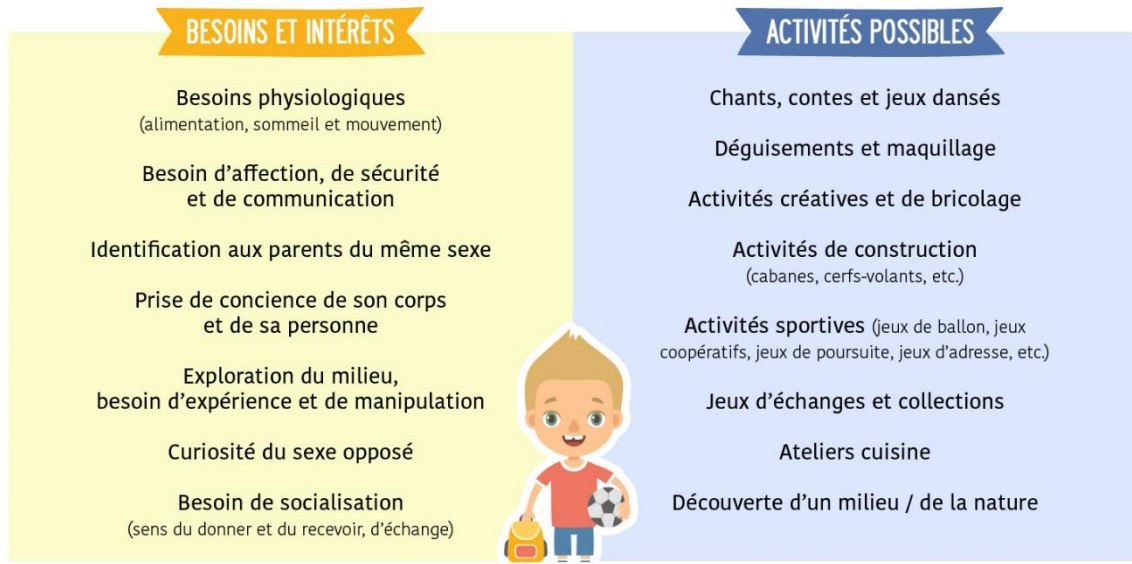 BESOINS ET INTÉRÊTS
Besoins physiologiques
(alimentation, sommeil et mouvement)
Besoin d'affection, de sécurité
et de communication
Identification aux parents du même sexe
Prise de concience de son corps
et de sa personne
Exploration du milieu,
besoin d'expérience et de manipulation
Curiosité du sexe opposé
Besoin de socialisation
(sens du donner et du recevoir, d'échange)
ACTIVITÉS POSSIBLES
Chants, contes et jeux dansés
Déguisements et maquillage
Activités créatives et de bricolage
Activités de construction
(cabanes, cerfs-volants, etc.)
Activités sportives (jeux de ballon, jeux
coopératifs, jeux de poursuite, jeux d'adresse, etc.)
Jeux d'échanges et collections
Ateliers cuisine
Découverte d'un milieu / de la nature